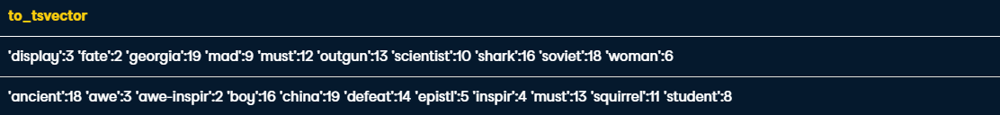 to_tsvector
'display':3 'fate':2 'georgia':19 'mad':9 'must':12 'outgun':13 'scientist':10 'shark':16 'soviet':18 'woman':6
'ancient':18 'awe':3 'awe-inspir':2 'boy':16 'china':19 'defeat':14 'epistl':5 'inspir':4 'must':13 'squirrel':11 'student':8